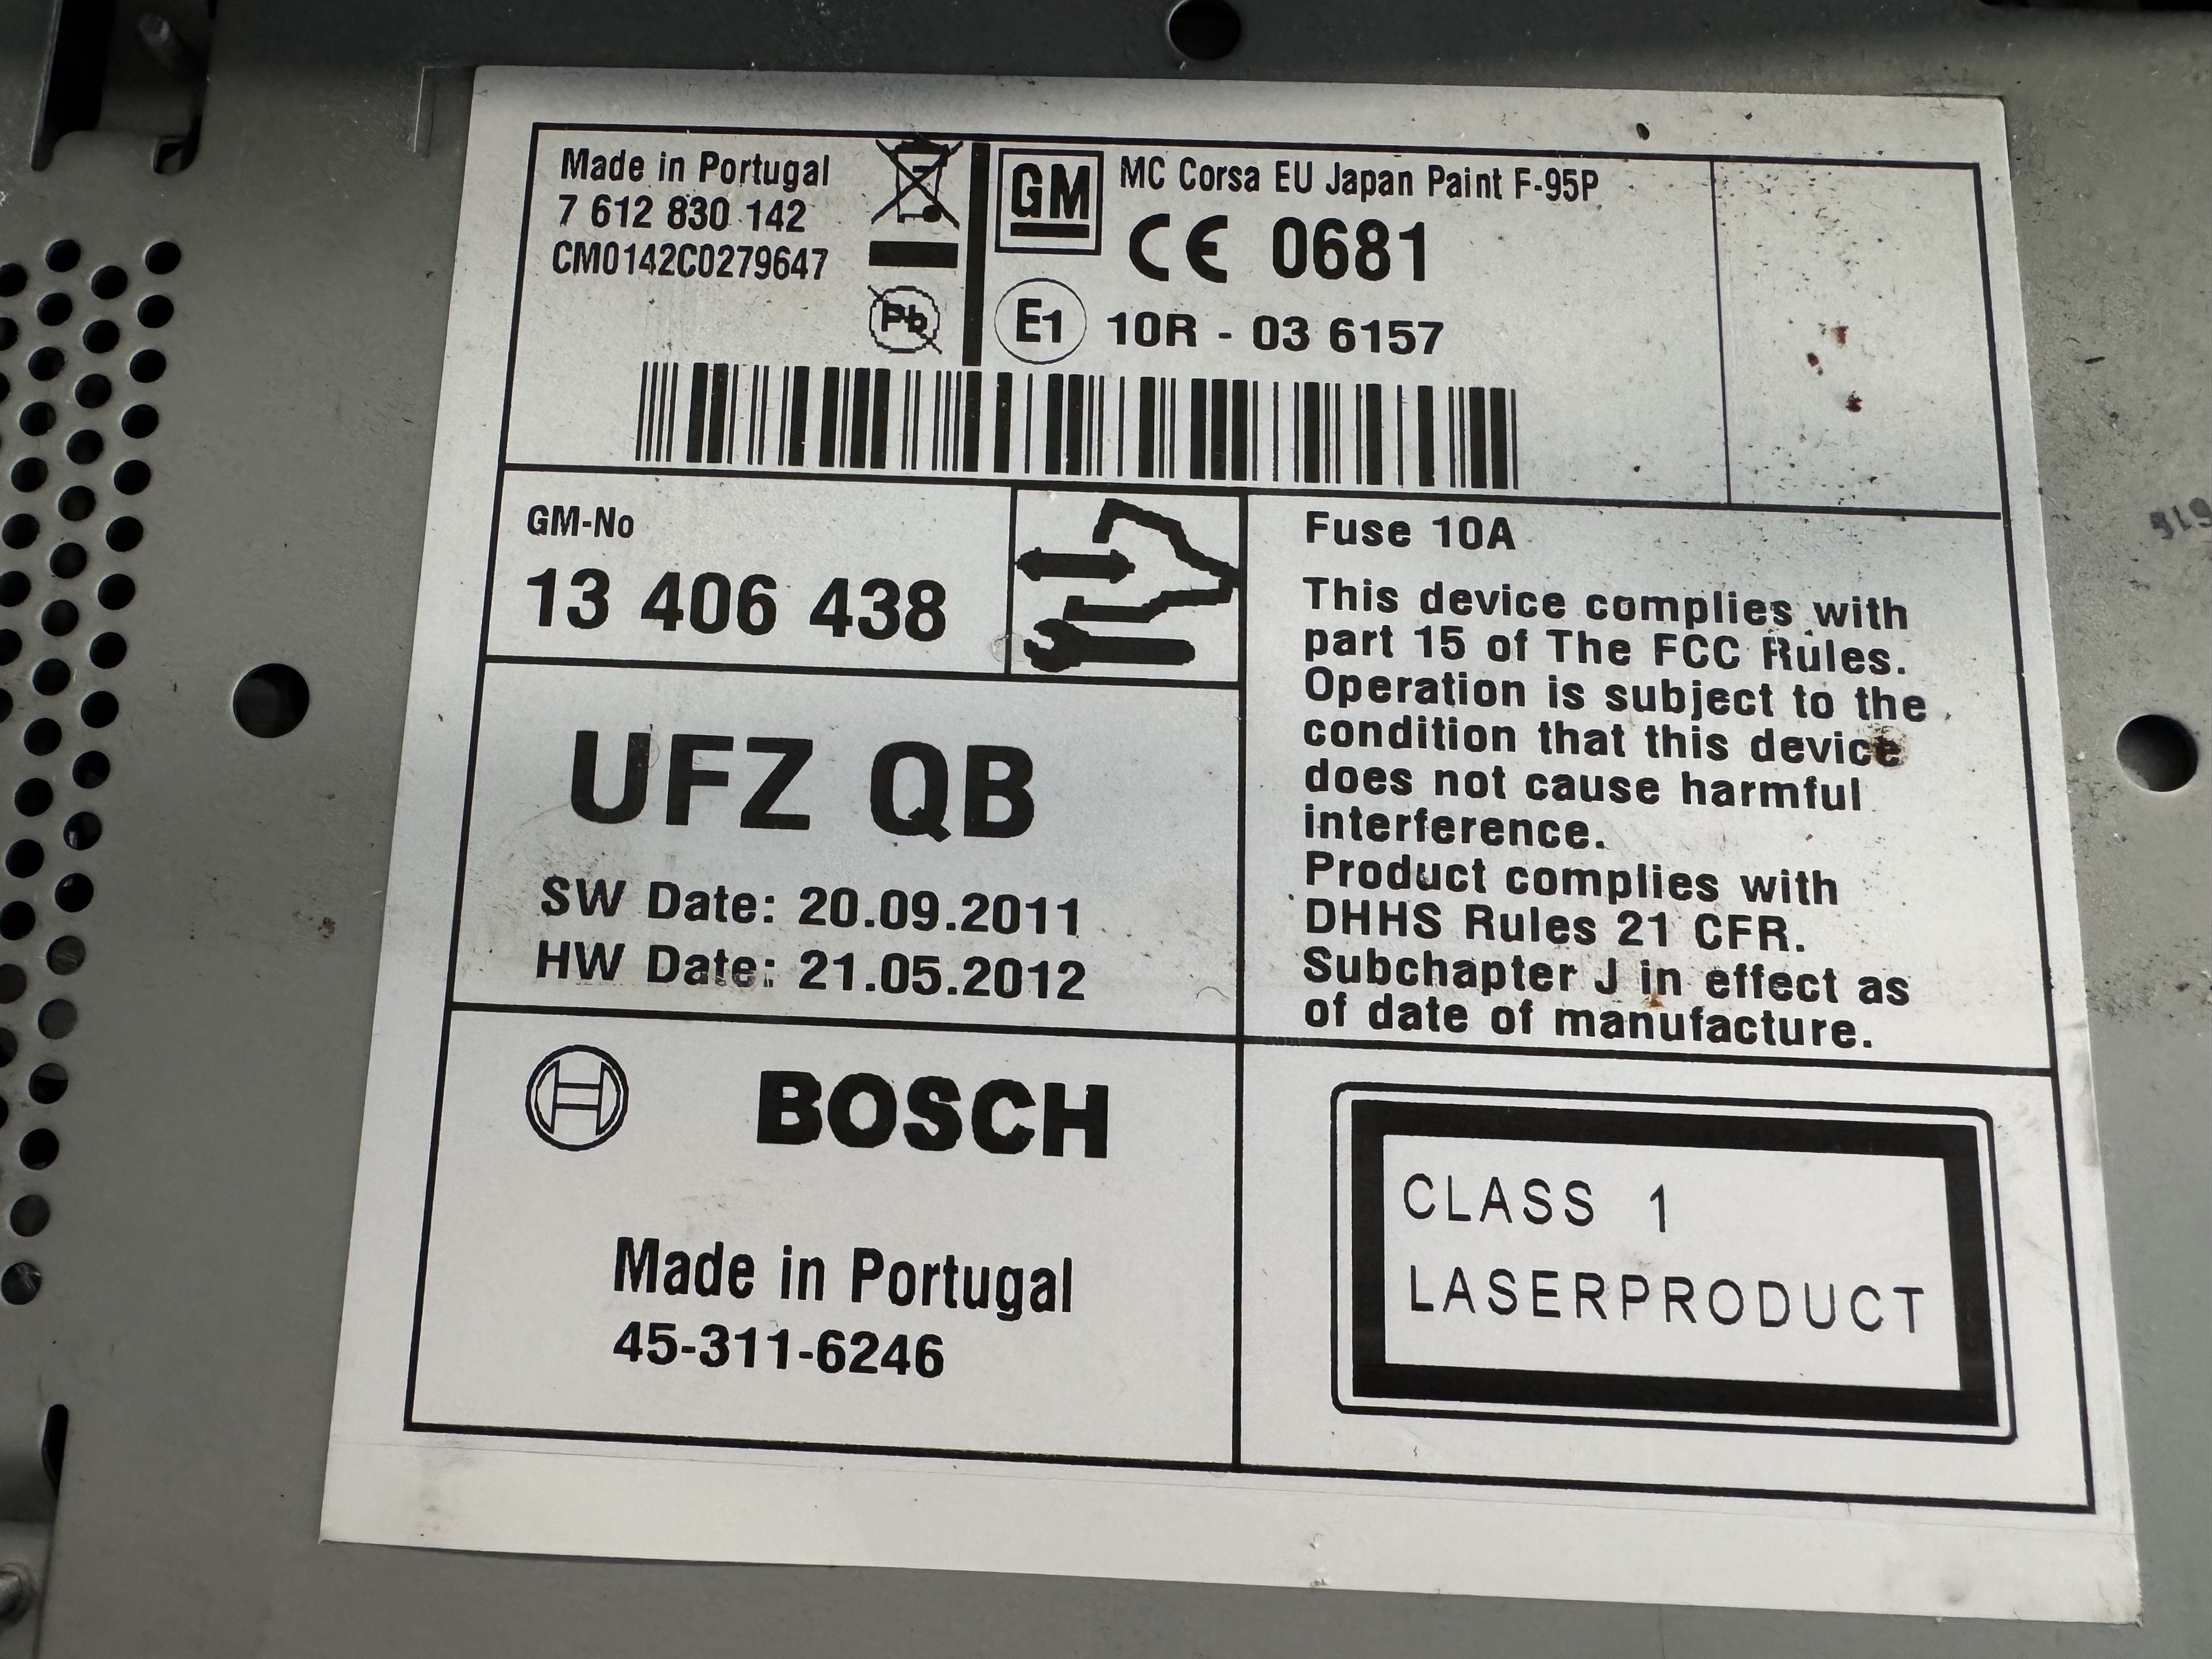 Made in Portugal
7 612 830 142
CM0142C0279647
Pb
GM
MC Corsa EU Japan Paint F-95P
CE 0681
E1 10R - 03 6157
GM-No
13 406 438
UFZ QB
SW Date: 20.09.2011
HW Date: 21.05.2012
Fuse 10A
This device complies with
part 15 of The FCC Rules.
Operation is subject to the
condition that this device
does not cause harmful
interference.
Product complies with
DHHS Rules 21 CFR.
Subchapter J in effect as
of date of manufacture.
BOSCH
Made in Portugal
45-311-6246
CLASS 1
LASERPRODUCT